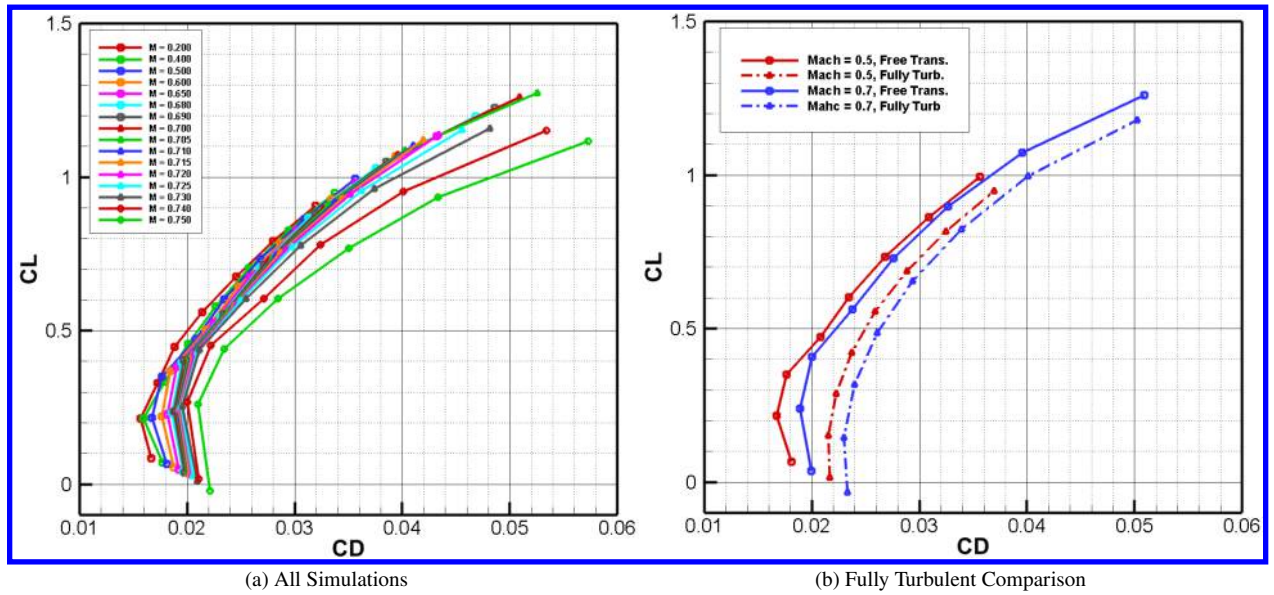 1.5
1
0.5
0
CL
M = 0.200
M = 0.400
M = 0.500
M = 0.600
M = 0.650
M = 0.680
M = 0.690
M = 0.700
M = 0.705
M = 0.710
M = 0.715
M = 0.720
M = 0.725
M = 0.730
M = 0.740
M = 0.750
0.01 0.02 0.03 0.04 0.05 0.06
CD
(a) All Simulations
1.5
1
0.5
0
CL
Mach = 0.5, Free Trans.
Mach = 0.5, Fully Turb.
Mach = 0.7, Free Trans.
Mahc = 0.7, Fully Turb
0.01 0.02 0.03 0.04 0.05 0.06
CD
(b) Fully Turbulent Comparison